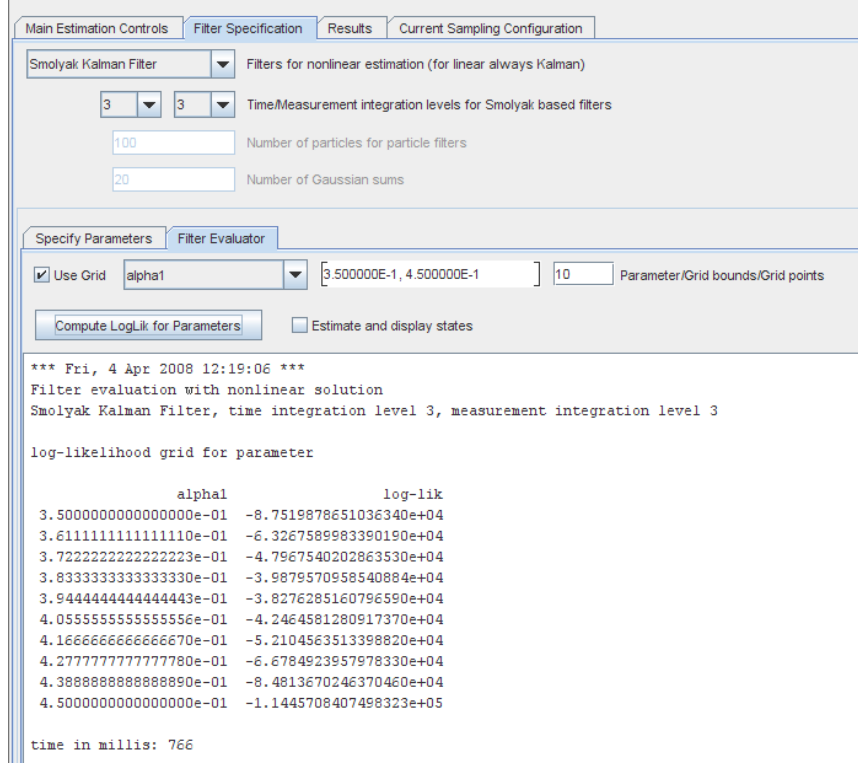 Main Estimation Controls Filter Specification Results Current Sampling Configuration
Smolyak Kalman Filter Filters for nonlinear estimation (for linear always Kalman)
3 3 Time/Measurement integration levels for Smolyak based filters
100 Number of particles for particle filters
20 Number of Gaussian sums
Specify Parameters Filter Evaluator
Use Grid alpha1 [3.500000E-1, 4.500000E-1 ] 10 Parameter/Grid bounds/Grid points
Compute LogLik for Parameters Estimate and display states
*** Fri, 4 Apr 2008 12:19:06 ***
Filter evaluation with nonlinear solution
Smolyak Kalman Filter, time integration level 3, measurement integration level 3
log-likelihood grid for parameter
alpha1 log-lik
3.5000000000000000e-01 -8.7519878651036340e+04
3.6111111111111110e-01 -6.3267589983390190e+04
3.7222222222222223e-01 -4.7967540202863530e+04
3.8333333333333330e-01 -3.9879570958540884e+04
3.9444444444444443e-01 -3.8276285160796590e+04
4.0555555555555556e-01 -4.2464581280917370e+04
4.1666666666666670e-01 -5.2104563513398820e+04
4.2777777777777780e-01 -6.6784923957978330e+04
4.3888888888888890e-01 -8.4813670246370460e+04
4.5000000000000000e-01 -1.1445708407498323e+05
time in millis: 766